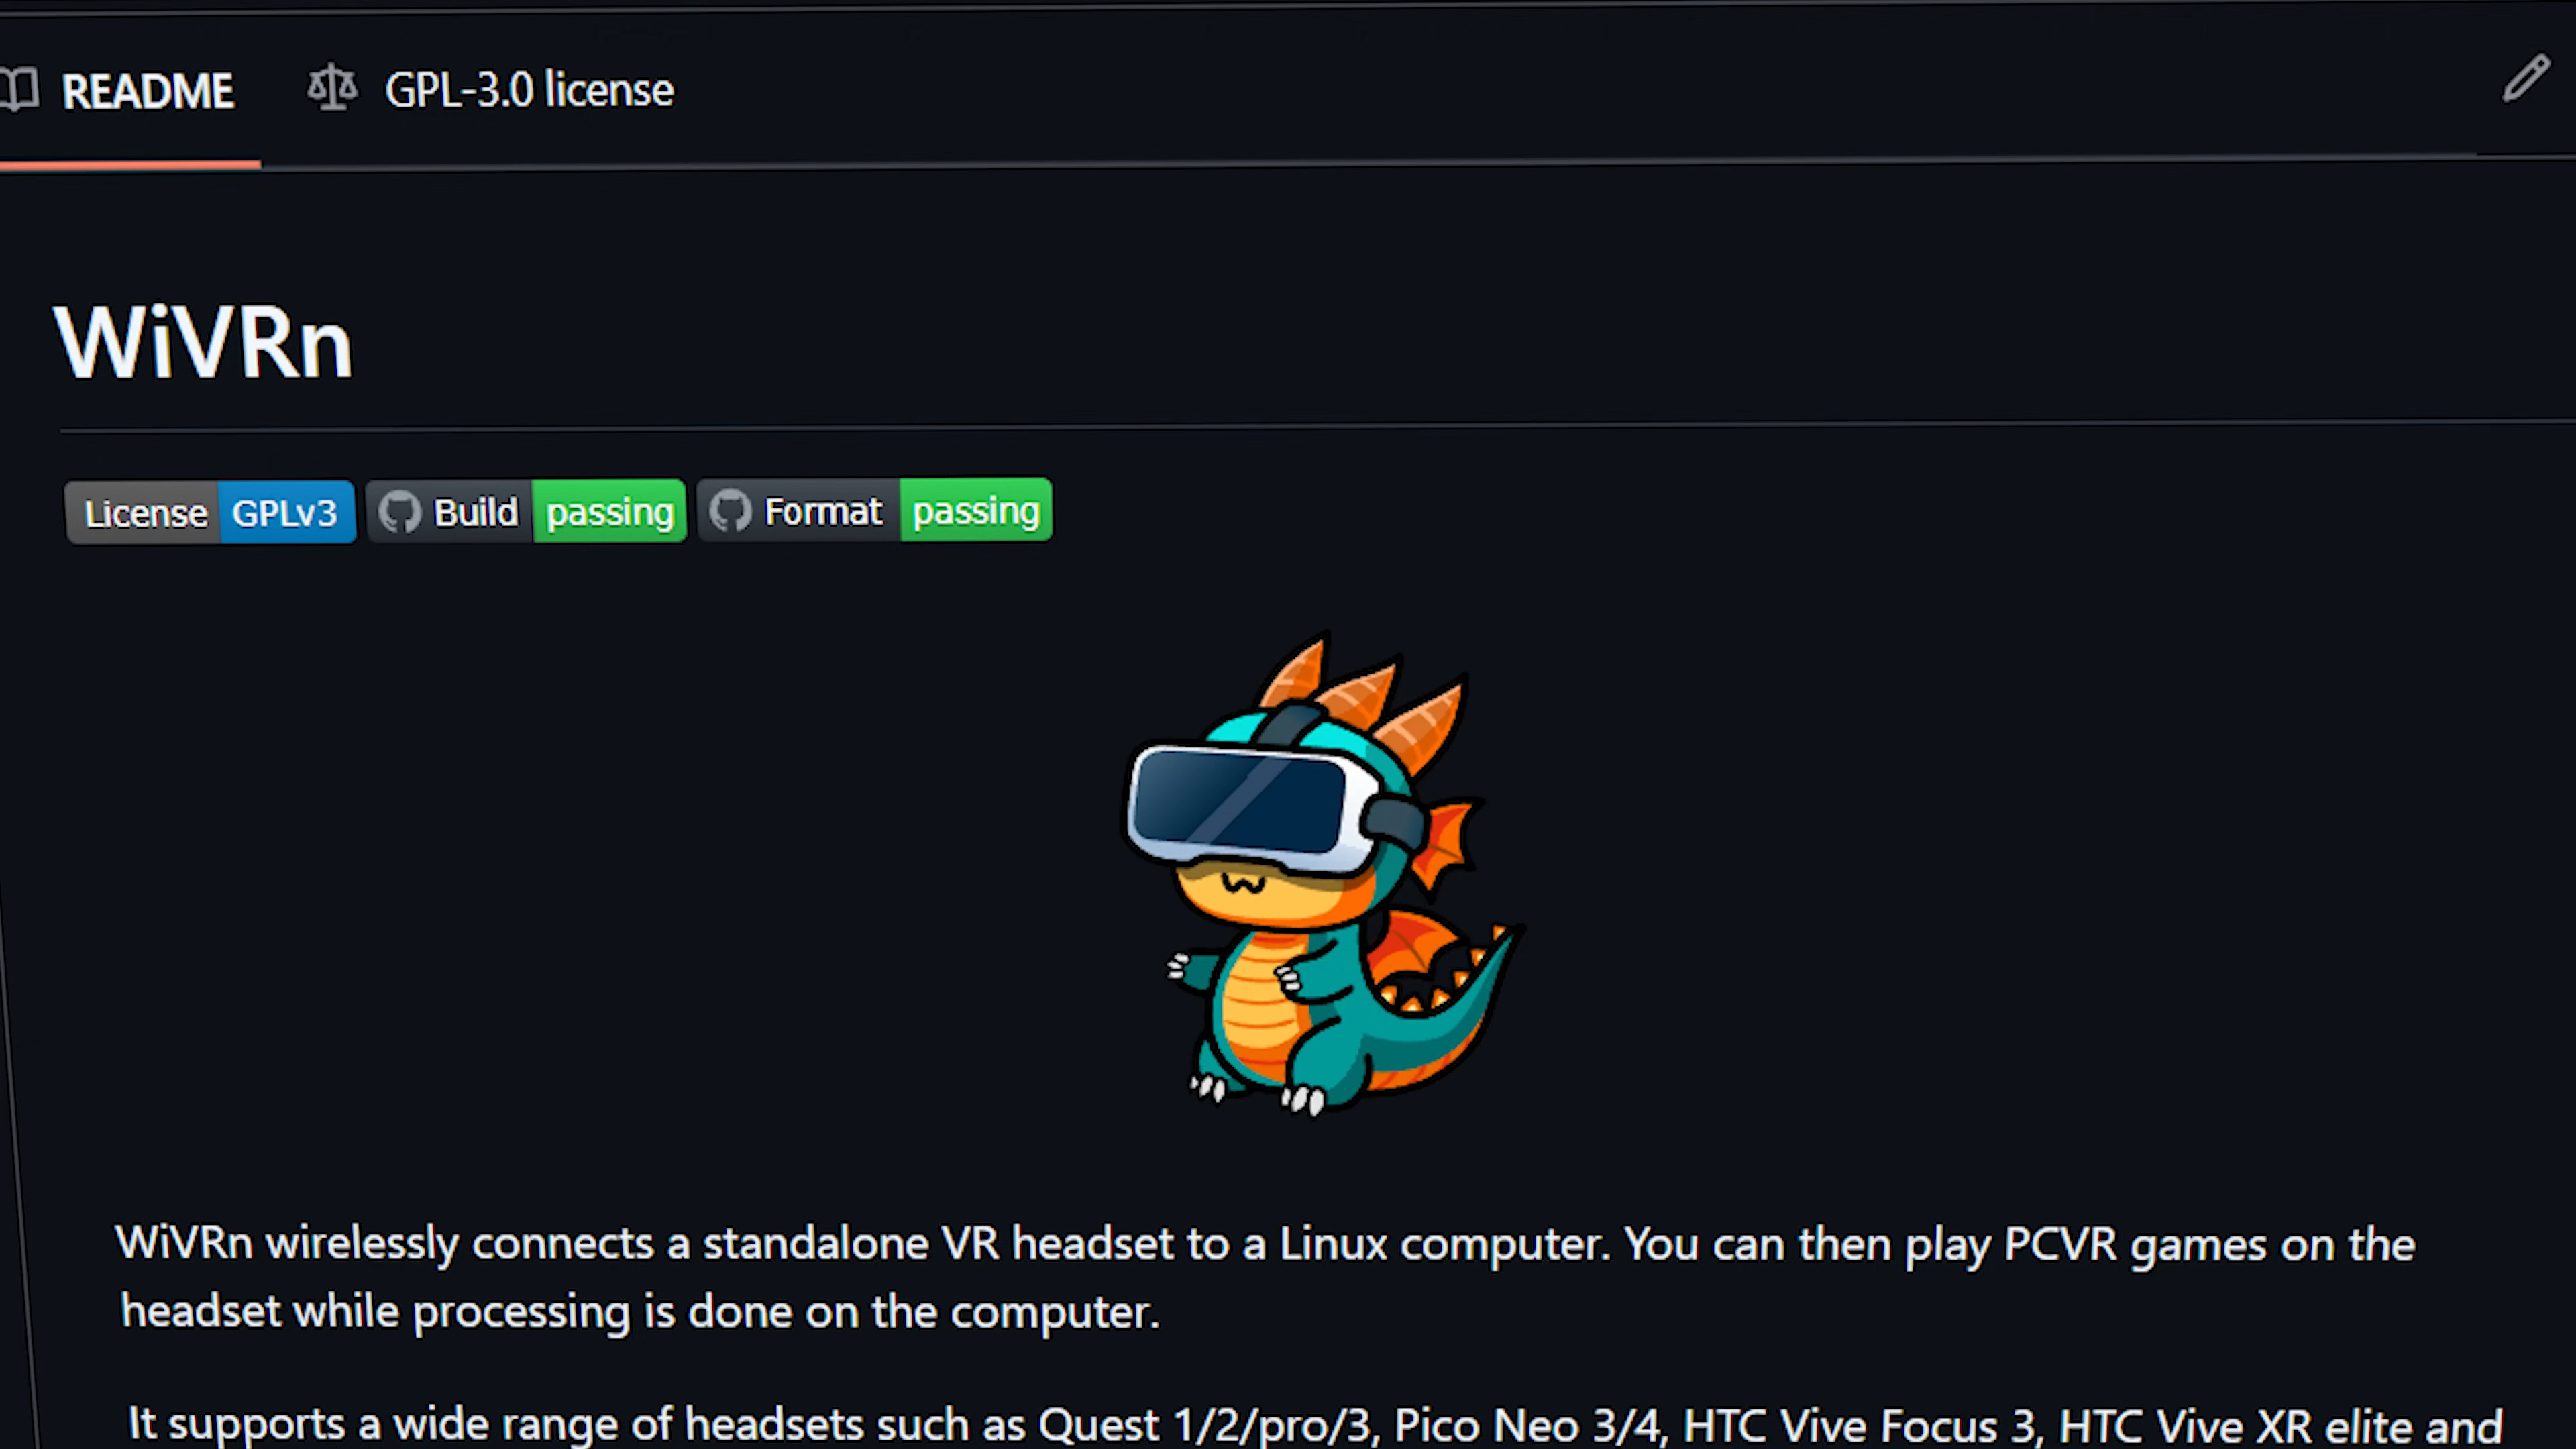 README
GPL-3.0 license
WiVRn
License GPLv3 Build passing Format passing
WiVRn wirelessly connects a standalone VR headset to a Linux computer. You can then play PCVR games on the
headset while processing is done on the computer.
It supports a wide range of headsets such as Quest 1/2/pro/3, Pico Neo 3/4, HTC Vive Focus 3, HTC Vive XR elite and